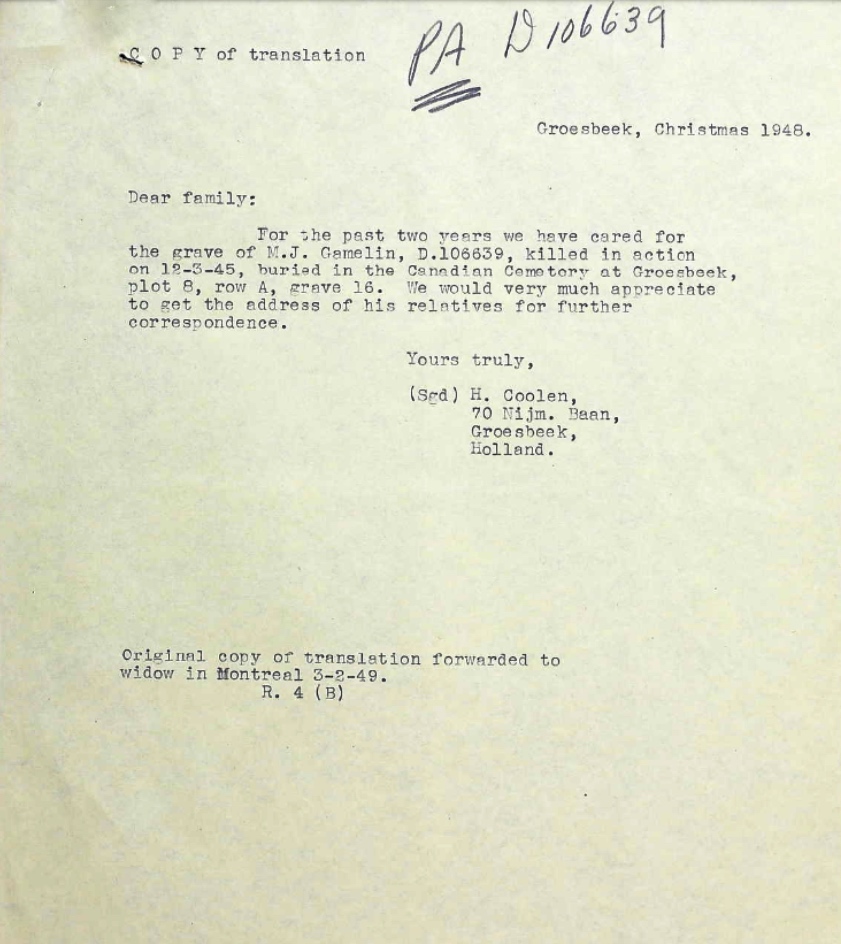 COPY of translation
PA D106639
Groesbeek, Christmas 1948.
Dear family:
For the past two years we have cared for
the grave of M.J. Gamelin, D.106639, killed in action
on 12-3-45, buried in the Canadian Cemetery at Groesbeek,
plot 8, row A, grave 16. We would very much appreciate
to get the address of his relatives for further
correspondence.
Yours truly,
(Sgd) H. Coolen,
70 Nijm. Baan,
Groesbeek,
Holland.
Original copy of translation forwarded to
widow in Montreal 3-2-49.
R. 4 (B)